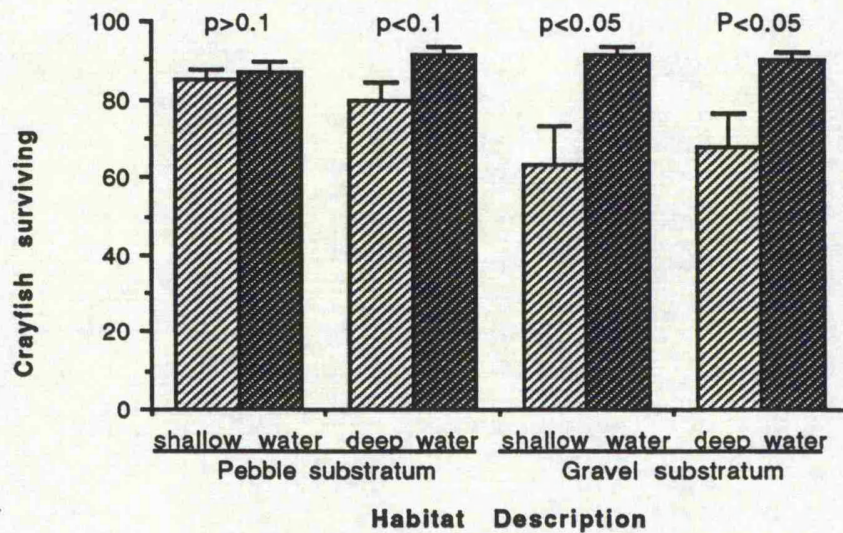 p>0.1 p<0.1 p<0.05 P<0.05
100
80
60
40
20
0
Crayfish surviving
shallow water deep water shallow water deep water
Pebble substratum Gravel substratum
Habitat Description